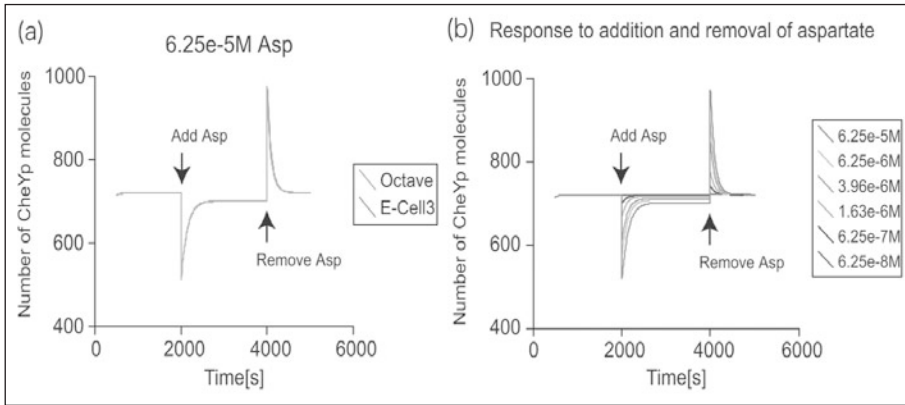 (a)
6.25e-5M Asp
Number of CheYp molecules
1000
800
600
400
0
2000
4000
6000
Time[s]
Add Asp
Remove Asp
Octave
E-Cell3
(b)
Response to addition and removal of aspartate
Number of CheYp molecules
1000
800
600
400
0
2000
4000
6000
Time[s]
Add Asp
Remove Asp
6.25e-5M
6.25e-6M
3.96e-6M
1.63e-6M
6.25e-7M
6.25e-8M